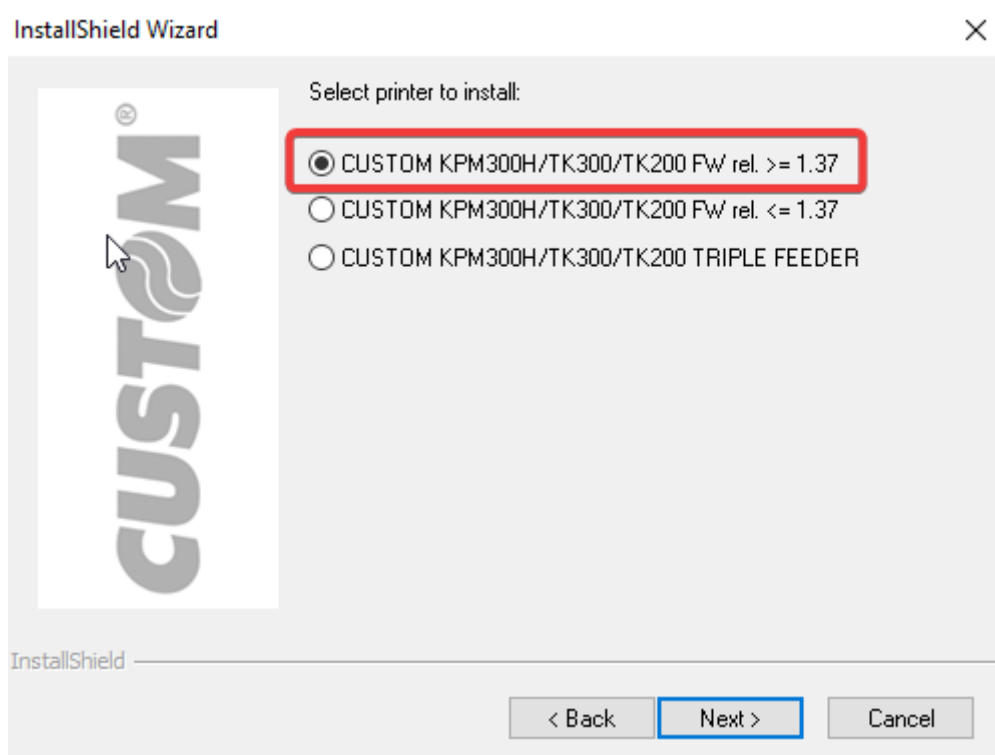 InstallShield Wizard
Select printer to install:
CUSTOM KPM300H/TK300/TK200 FW rel. >= 1.37
CUSTOM KPM300H/TK300/TK200 FW rel. <= 1.37
CUSTOM KPM300H/TK300/TK200 TRIPLE FEEDER
CUSTOM®
InstallShield
< Back
Next >
Cancel